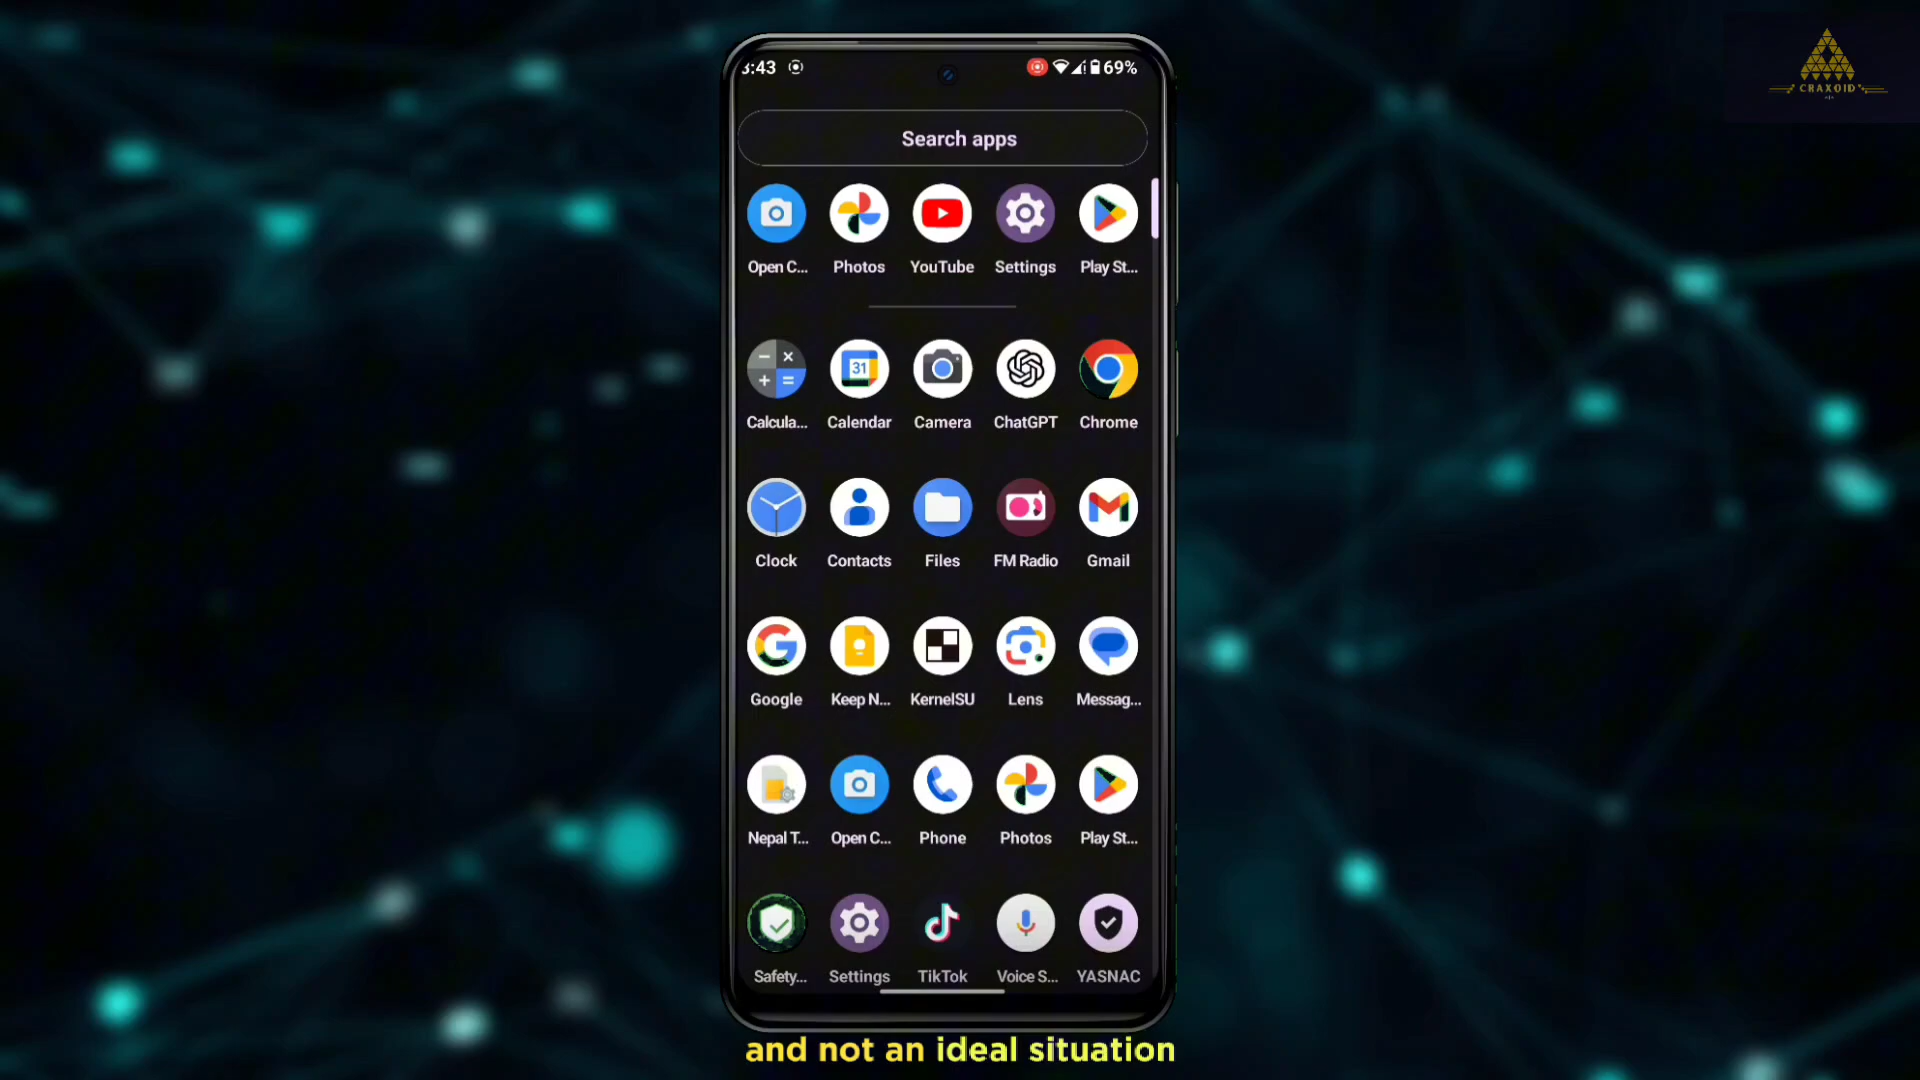 CRAXOID
3:43
69%
Search apps
Open C...
Photos
YouTube
Settings
Play St...
Calcula...
31
Calendar
Camera
ChatGPT
Chrome
Clock
Contacts
Files
FM Radio
Gmail
Google
Keep N...
KernelSU
Lens
Messag...
Nepal T...
Open C...
Phone
Photos
Play St...
Safety...
Settings
TikTok
Voice S...
YASNAC
and not an ideal situation